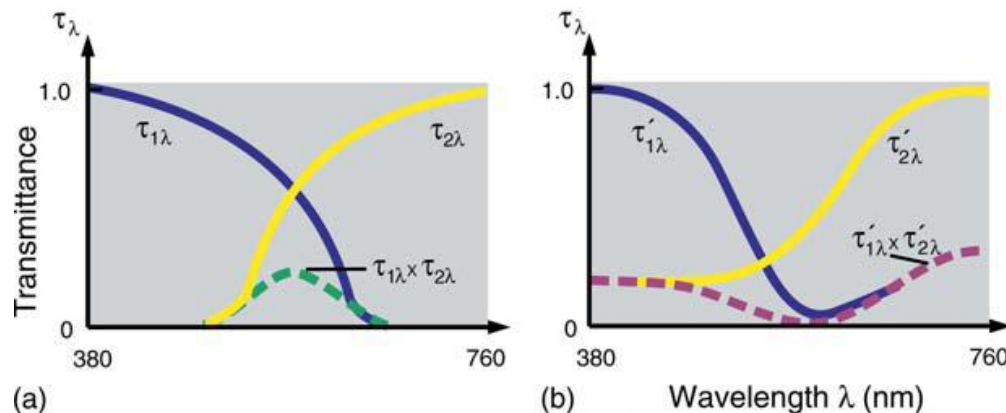 τλ
1.0
τ1λ
τ2λ
τ1λ×τ2λ
Transmittance
0
380
760
(a)
τλ
1.0
τ′1λ
τ′2λ
τ′1λ×τ′2λ
0
380
760
(b)
Wavelength λ (nm)